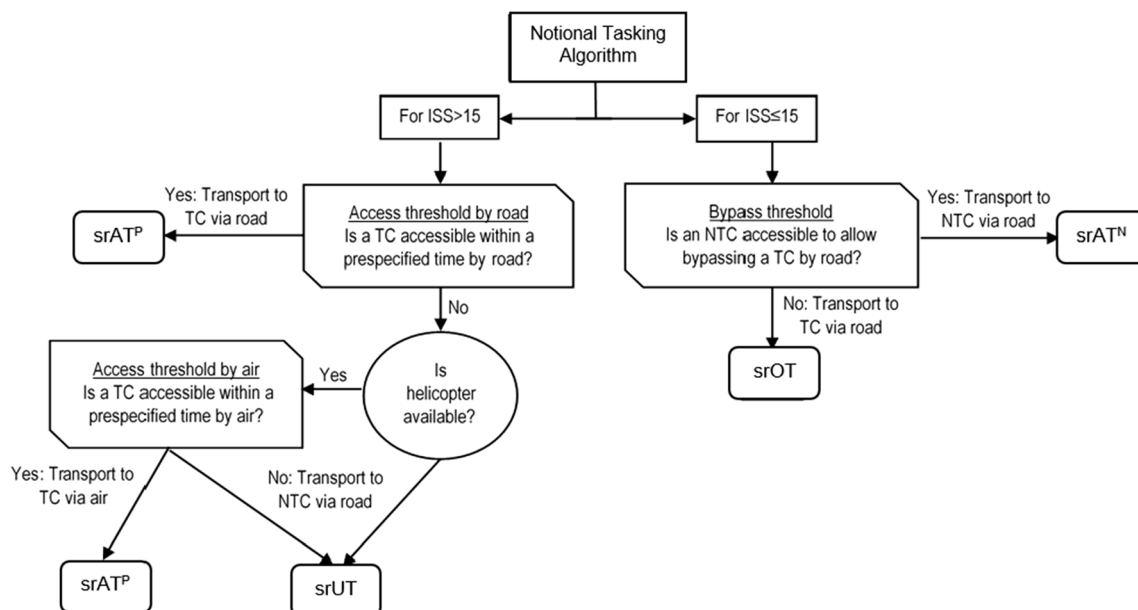 Notional Tasking
Algorithm
For ISS>15
For ISS≤15
Yes: Transport to
TC via road
srATᴾ
Access threshold by road
Is a TC accessible within a
prespecified time by road?
Bypass threshold
Is an NTC accessible to allow
bypassing a TC by road?
Yes: Transport to
NTC via road
srATᴺ
No
No: Transport to
TC via road
srOT
Access threshold by air
Is a TC accessible within a
prespecified time by air?
Yes
Is
helicopter
available?
Yes: Transport to
TC via air
No: Transport to
NTC via road
srATᴾ
srUT